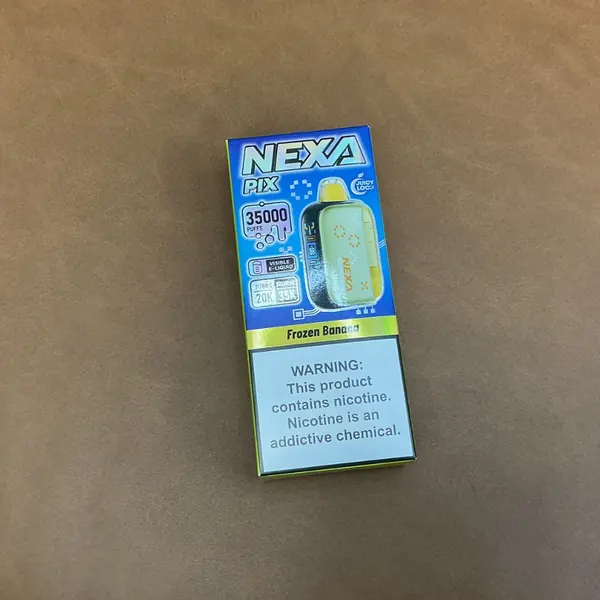 NEXA
PIX
JUICY
LOCK
35000
PUFFS
VISIBLE
E-LIQUID
TURBO
20K
35K
NEXA
Frozen Banana
WARNING:
This product
contains nicotine.
Nicotine is an
addictive chemical.